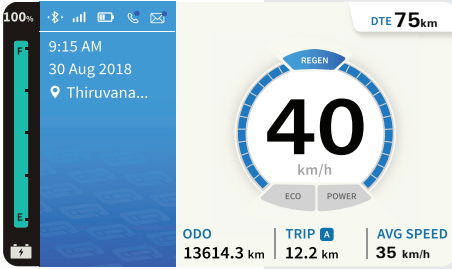 100%
F
E
9:15 AM
30 Aug 2018
Thiruvana...
DTE 75km
REGEN
40
km/h
ECO POWER
ODO
13614.3 km
TRIP A
12.2 km
AVG SPEED
35 km/h